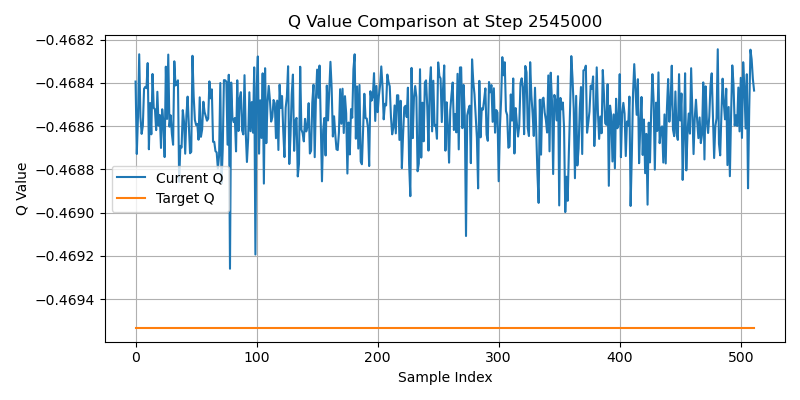 Q Value Comparison at Step 2545000
Q Value
−0.4682
−0.4684
−0.4686
−0.4688
−0.4690
−0.4692
−0.4694
Current Q
Target Q
0
100
200
300
400
500
Sample Index